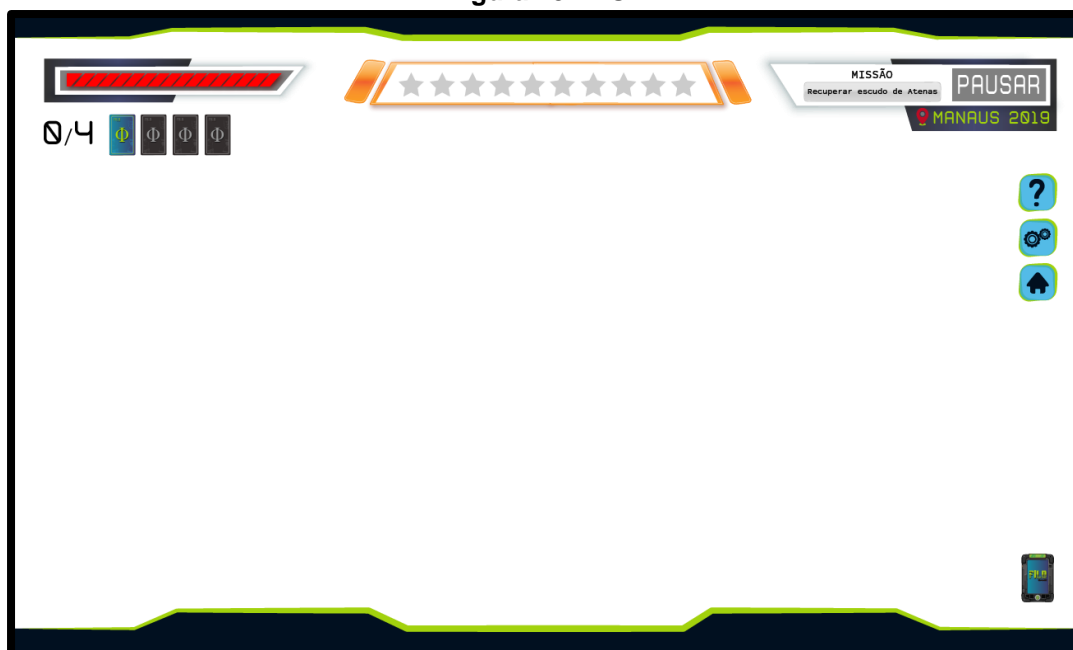 MISSÃO
Recuperar escudo de Atenas
PAUSAR
MANAUS 2019
0/4
Φ Φ Φ Φ
?